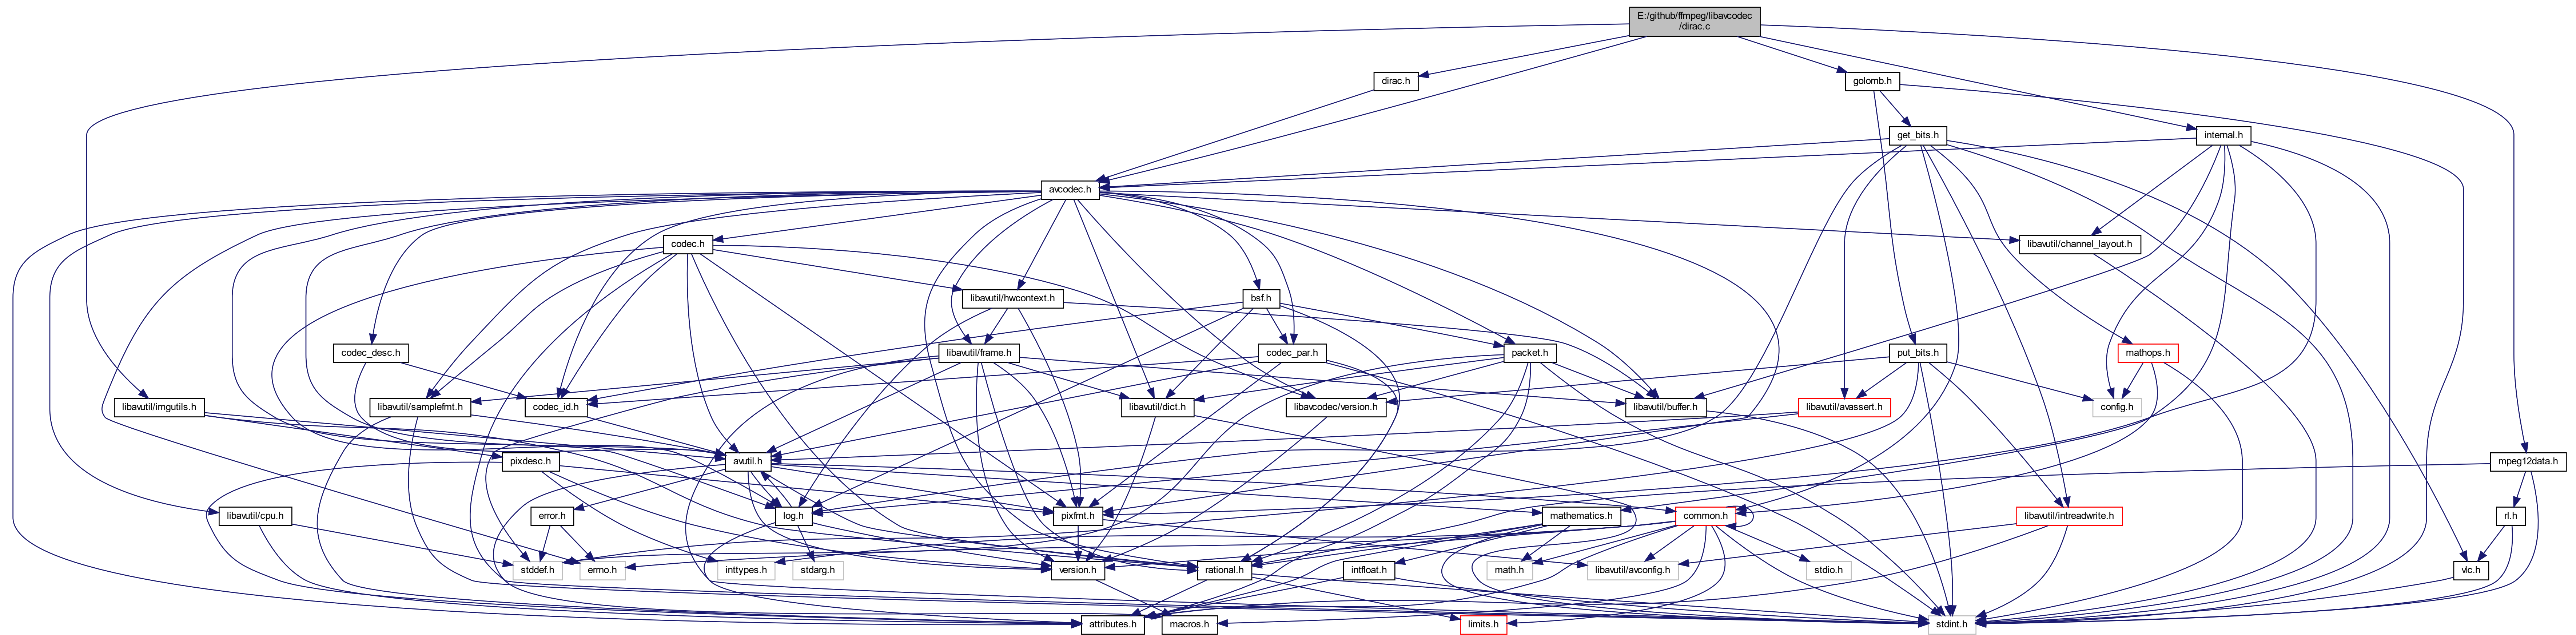 E:/github/ffmpeg/libavcodec
/dirac.c
dirac.h
golomb.h
get_bits.h
internal.h
avcodec.h
codec.h
libavutil/channel_layout.h
libavutil/hwcontext.h
bsf.h
codec_desc.h
libavutil/frame.h
codec_par.h
packet.h
put_bits.h
mathops.h
libavutil/imgutils.h
libavutil/samplefmt.h
codec_id.h
libavutil/dict.h
libavcodec/version.h
libavutil/buffer.h
libavutil/avassert.h
config.h
pixdesc.h
avutil.h
mpeg12data.h
libavutil/cpu.h
error.h
log.h
pixfmt.h
mathematics.h
common.h
libavutil/intreadwrite.h
rl.h
stddef.h
errno.h
inttypes.h
stdarg.h
version.h
rational.h
intfloat.h
math.h
libavutil/avconfig.h
stdio.h
vlc.h
attributes.h
macros.h
limits.h
stdint.h